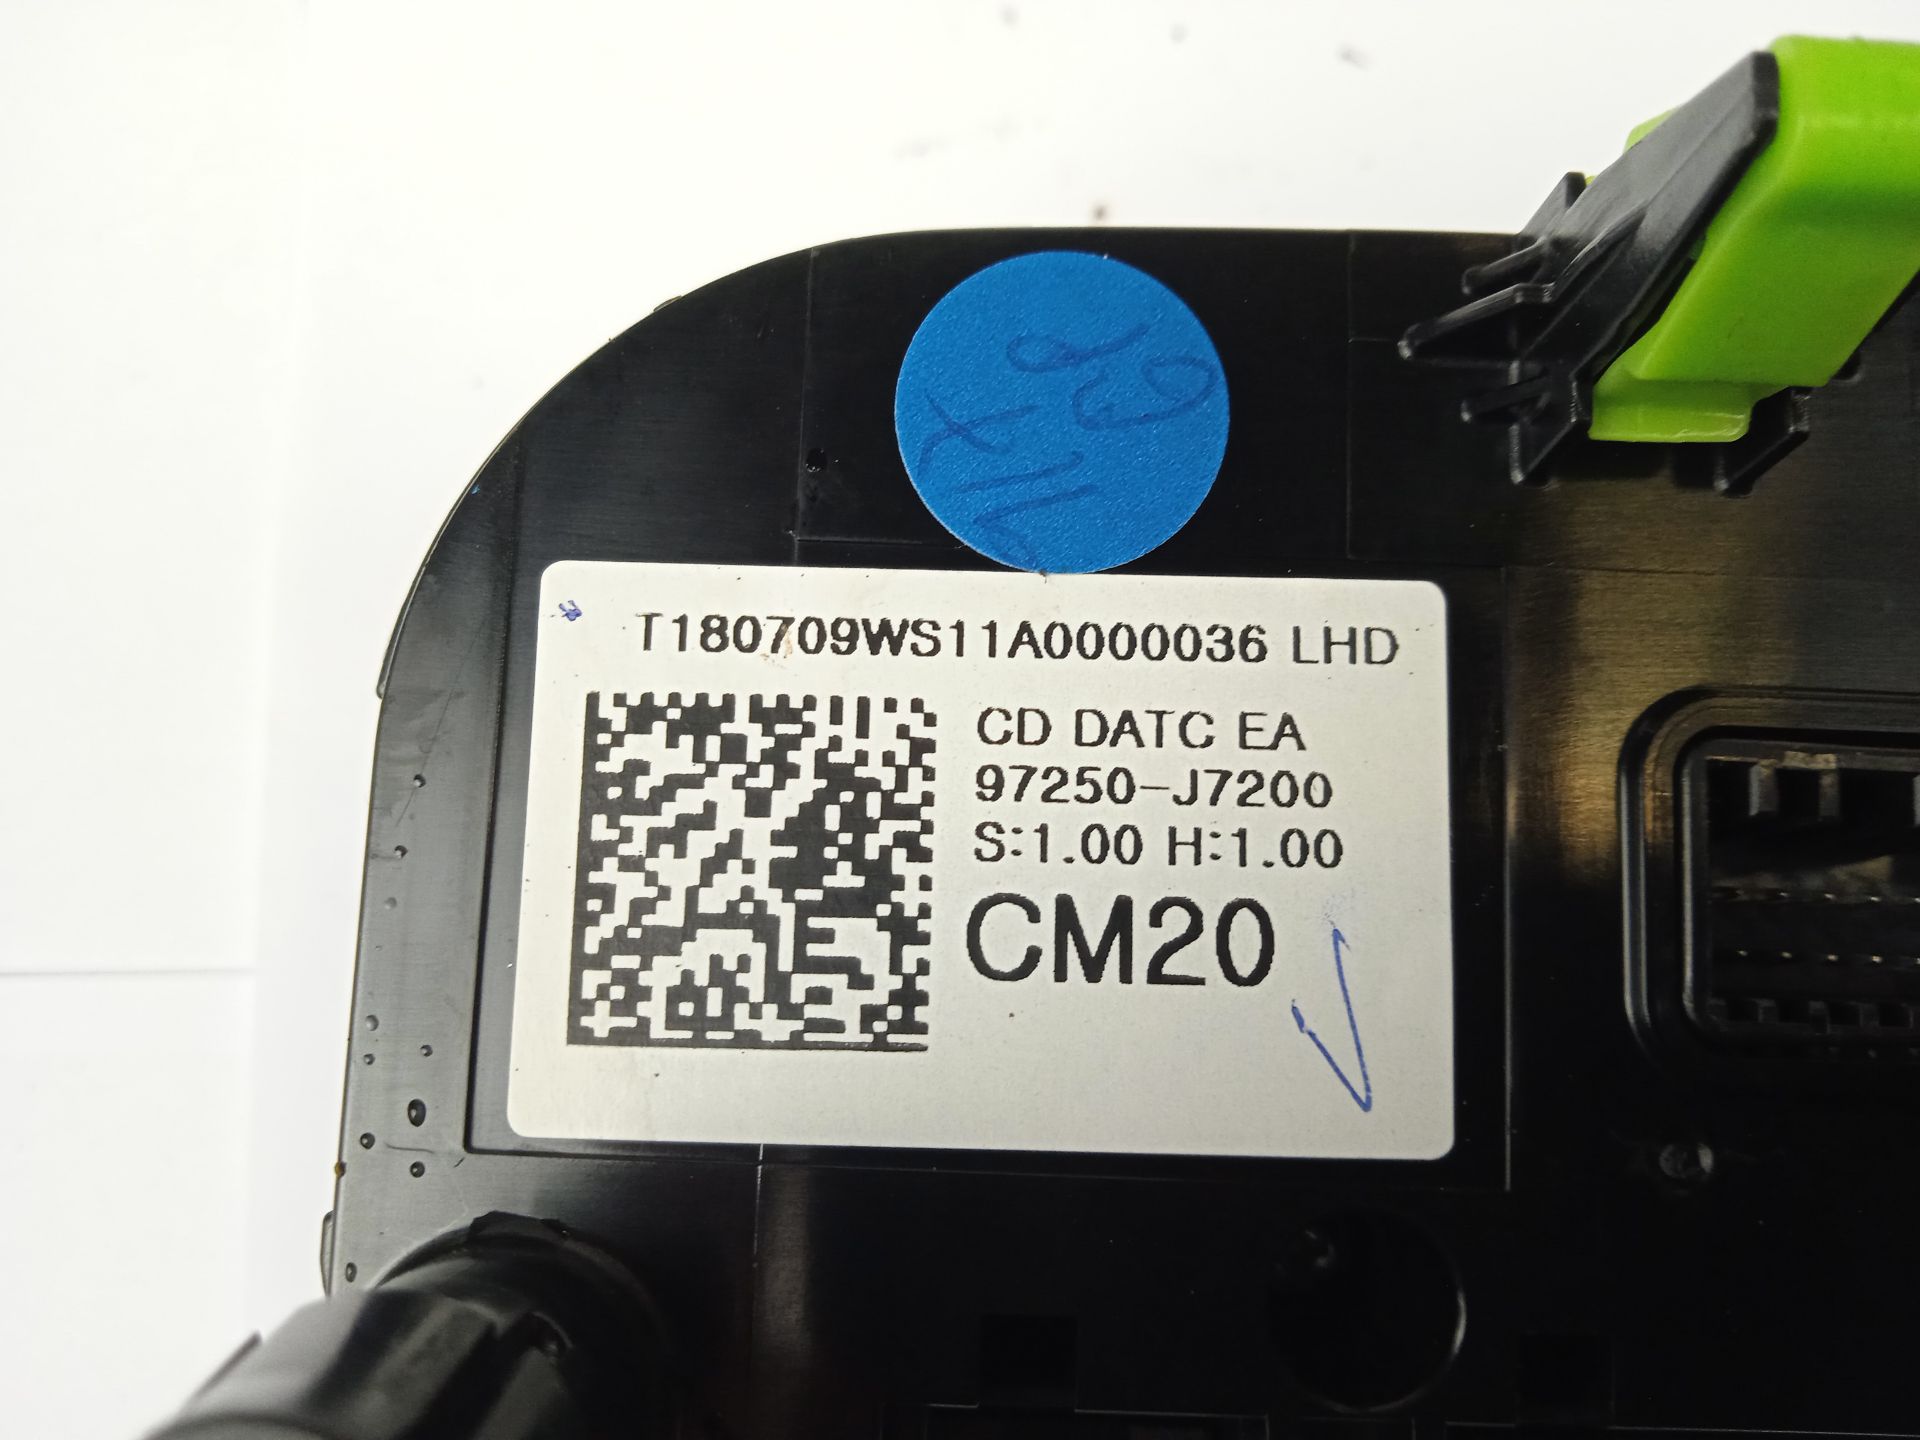 T180709WS11A0000036 LHD
CD DATC EA
97250-J7200
S:1.00 H:1.00
CM20